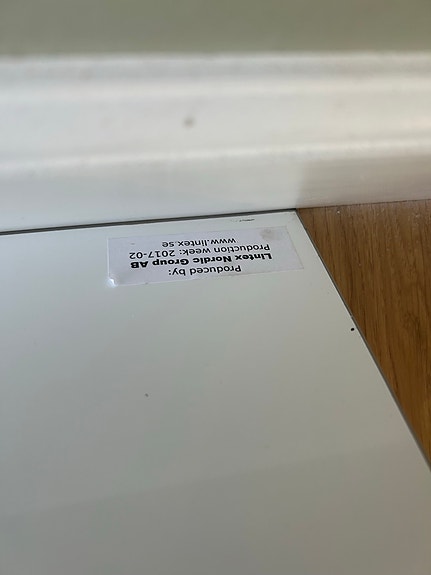 Produced by:
Lintex Nordic Group AB
Production week: 2017-02
www.lintex.se